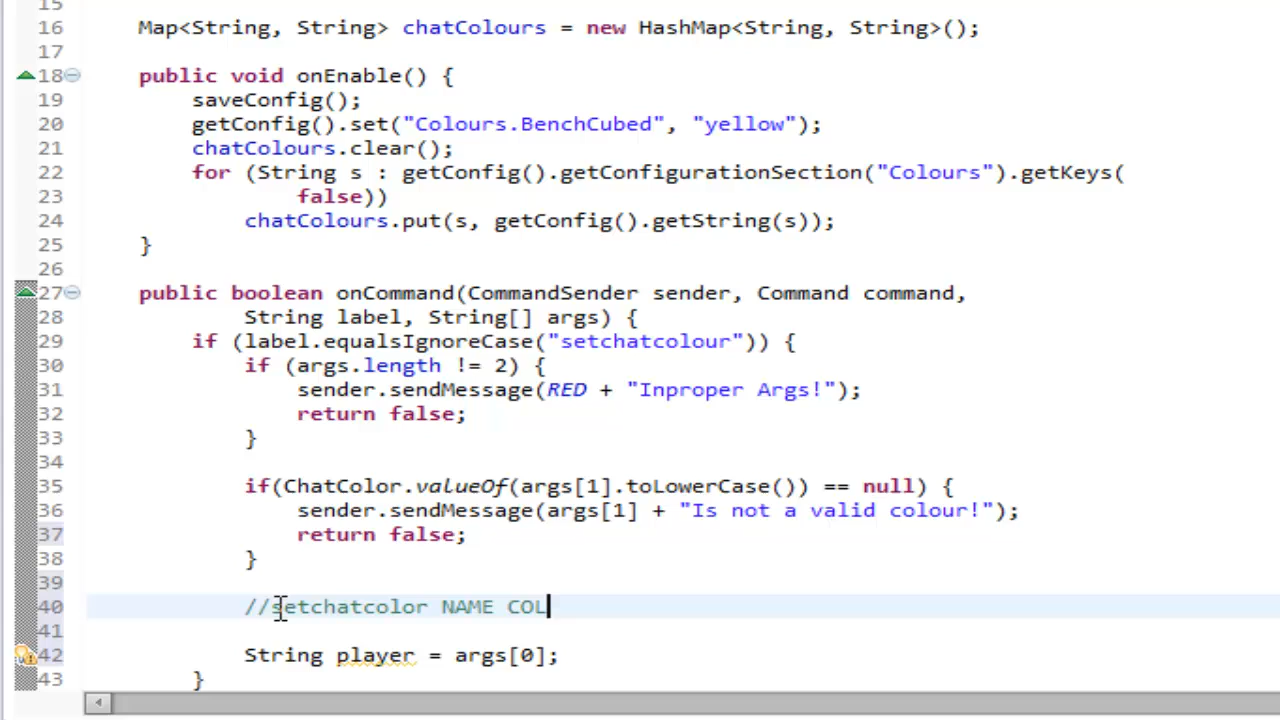 15
16 Map<String, String> chatColours = new HashMap<String, String>();
17
18 public void onEnable() {
19 saveConfig();
20 getConfig().set("Colours.BenchCubed", "yellow");
21 chatColours.clear();
22 for (String s : getConfig().getConfigurationSection("Colours").getKeys(
23 false))
24 chatColours.put(s, getConfig().getString(s));
25 }
26
27 public boolean onCommand(CommandSender sender, Command command,
28 String label, String[] args) {
29 if (label.equalsIgnoreCase("setchatcolour")) {
30 if (args.length != 2) {
31 sender.sendMessage(RED + "Inproper Args!");
32 return false;
33 }
34
35 if(ChatColor.valueOf(args[1].toLowerCase()) == null) {
36 sender.sendMessage(args[1] + "Is not a valid colour!");
37 return false;
38 }
39
40 //setchatcolor NAME COL
41
42 String player = args[0];
43 }